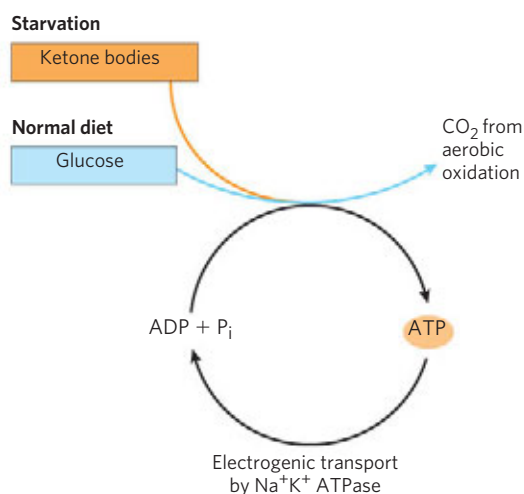 Starvation
Ketone bodies
Normal diet
Glucose
CO₂ from
aerobic
oxidation
ADP + Pᵢ
ATP
Electrogenic transport
by Na⁺K⁺ ATPase